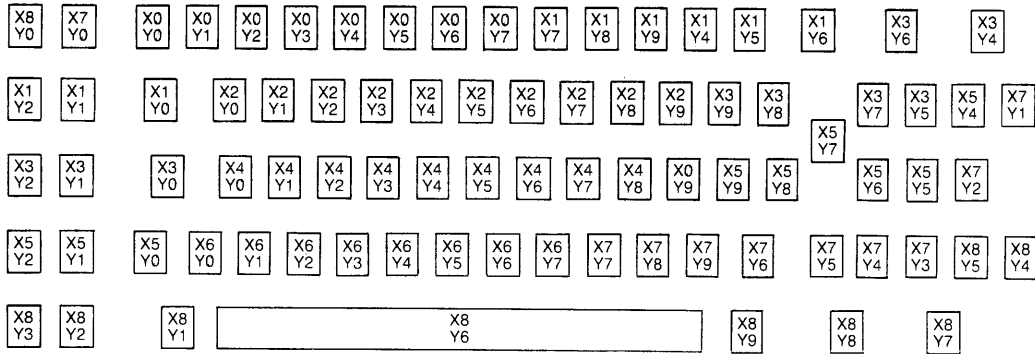 X8 X7 X0 X0 X0 X0 X0 X0 X0 X0 X1 X1 X1 X1 X1 X1 X3 X3
Y0 Y0 Y0 Y1 Y2 Y3 Y4 Y5 Y6 Y7 Y7 Y8 Y9 Y4 Y5 Y6 Y6 Y4
X1 X1 X1 X2 X2 X2 X2 X2 X2 X2 X2 X2 X2 X3 X3 X3 X3 X5 X7
Y2 Y1 Y0 Y0 Y1 Y2 Y3 Y4 Y5 Y6 Y7 Y8 Y9 Y9 Y8 Y7 Y5 Y4 Y1
X5
Y7
X3 X3 X3 X4 X4 X4 X4 X4 X4 X4 X4 X4 X0 X5 X5 X5 X5 X7
Y2 Y1 Y0 Y0 Y1 Y2 Y3 Y4 Y5 Y6 Y7 Y8 Y9 Y9 Y8 Y6 Y5 Y2
X5 X5 X5 X6 X6 X6 X6 X6 X6 X6 X6 X7 X7 X7 X7 X7 X7 X7 X8 X8
Y2 Y1 Y0 Y0 Y1 Y2 Y3 Y4 Y5 Y6 Y7 Y7 Y8 Y9 Y6 Y5 Y4 Y3 Y5 Y4
X8 X8 X8 X8 X8 X8 X8
Y3 Y2 Y1 Y6 Y9 Y8 Y7